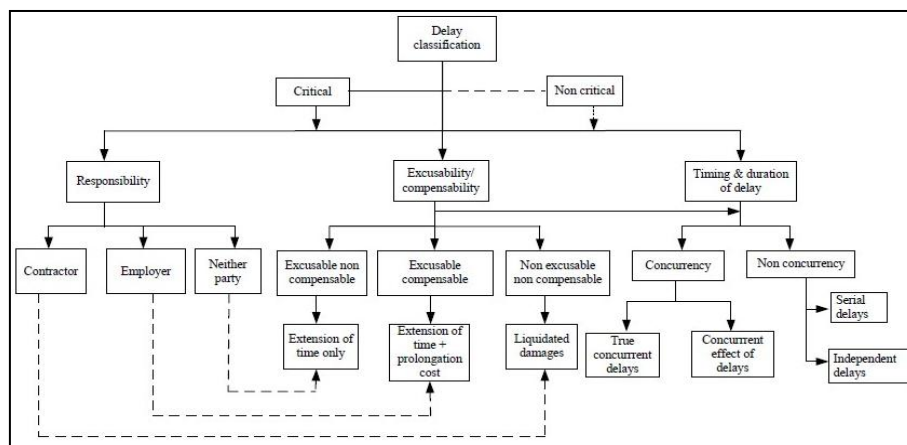 Delay
classification
Critical
Non critical
Responsibility
Excusability/
compensability
Timing & duration
of delay
Contractor
Employer
Neither
party
Excusable non
compensable
Excusable
compensable
Non excusable
non compensable
Concurrency
Non concurrency
Extension of
time only
Extension of
time + 
prolongation
cost
Liquidated
damages
True
concurrrent
delays
Concurrrent
effect of
delays
Serial
delays
Independent
delays